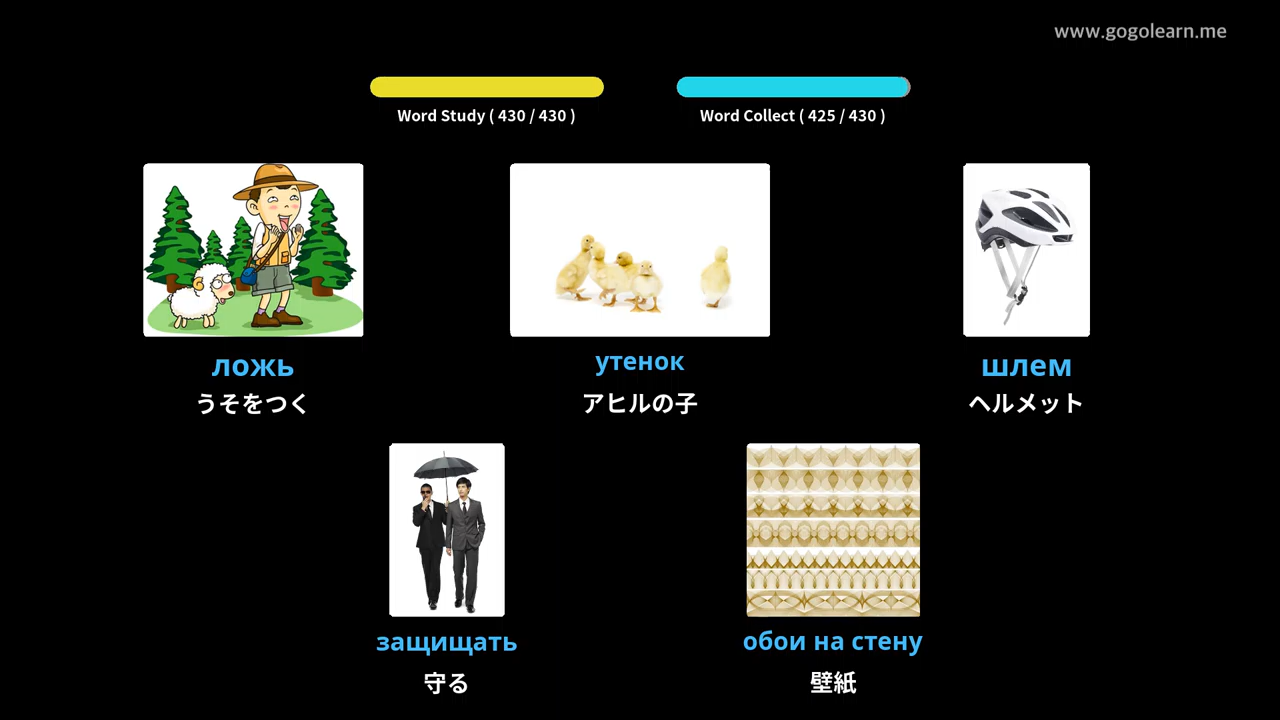 www.gogolearn.me
Word Study ( 430 / 430 )
Word Collect ( 425 / 430 )
ложь
うそをつく
утенок
アヒルの子
шлем
ヘルメット
защищать
守る
обои на стену
壁紙